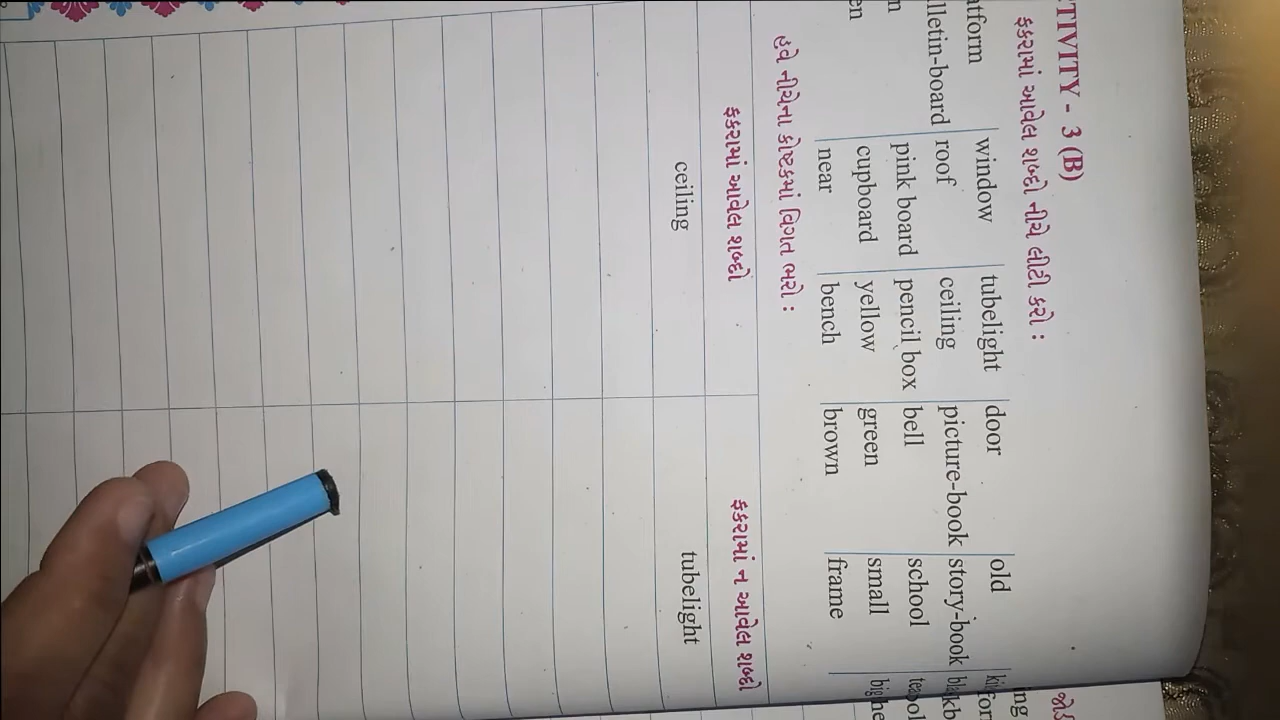 CTIVITY - 3 (B)
ફકરામાં આવેલ શબ્દો નીચે લીટી કરો :
window tubelight door old
roof ceiling picture-book story-book
pink board pencil box bell school
cupboard yellow green small
near bench brown frame
હવે નીચેના કોષ્ટકમાં વિગત ભરો :
ફકરામાં આવેલ શબ્દો ફકરામાં ન આવેલ શબ્દો
ceiling tubelight